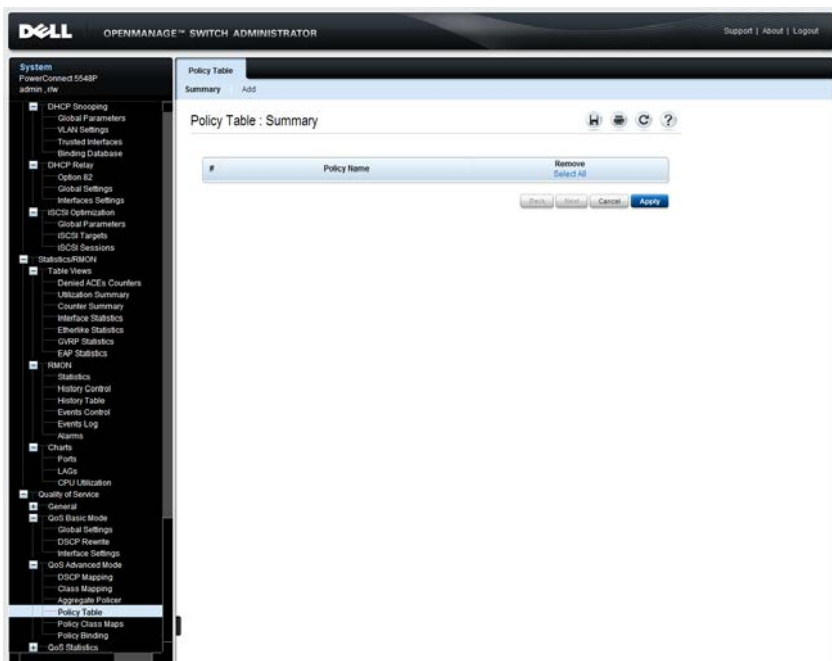 DELL OPENMANAGE™ SWITCH ADMINISTRATOR
Support | About | Logout
System
PowerConnect 5548P
admin , r/w
DHCP Snooping
Global Parameters
VLAN Settings
Trusted Interfaces
Binding Database
DHCP Relay
Option 82
Global Settings
Interfaces Settings
iSCSI Optimization
Global Parameters
iSCSI Targets
iSCSI Sessions
Statistics/RMON
Table Views
Denied ACEs Counters
Utilization Summary
Counter Summary
Interface Statistics
Etherlike Statistics
GVRP Statistics
EAP Statistics
RMON
Statistics
History Control
History Table
Events Control
Events Log
Alarms
Charts
Ports
LAGs
CPU Utilization
Quality of Service
General
QoS Basic Mode
Global Settings
DSCP Rewrite
Interface Settings
QoS Advanced Mode
DSCP Mapping
Class Mapping
Aggregate Policer
Policy Table
Policy Class Maps
Policy Binding
QoS Statistics
Policy Table
Summary Add
Policy Table : Summary
# Policy Name Remove
Select All
Back Next Cancel Apply